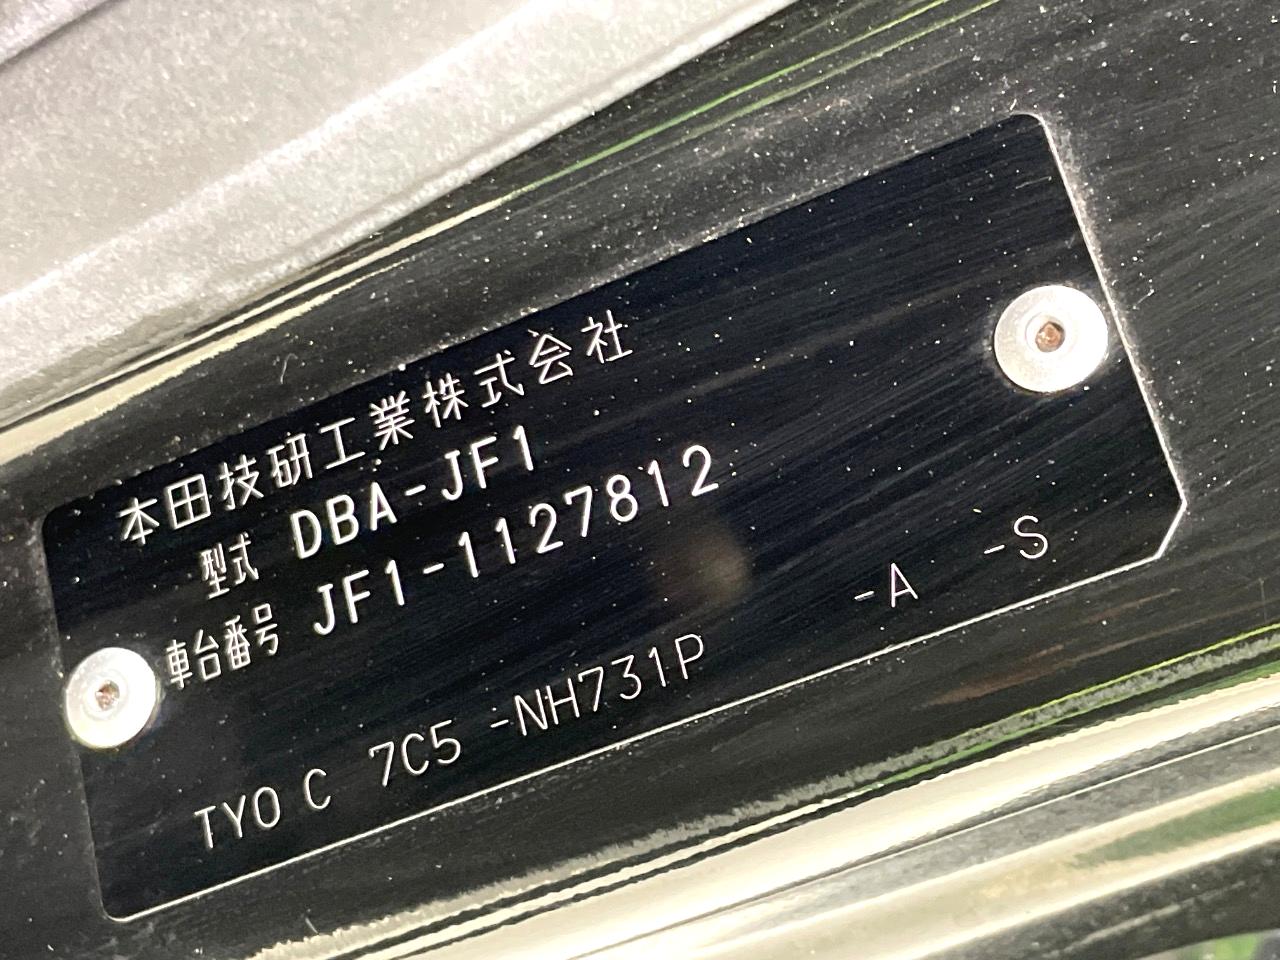 本田技研工業株式会社
型式 DBA-JF1
車台番号 JF1-1127812
TYO C 7C5 -NH731P -A -S